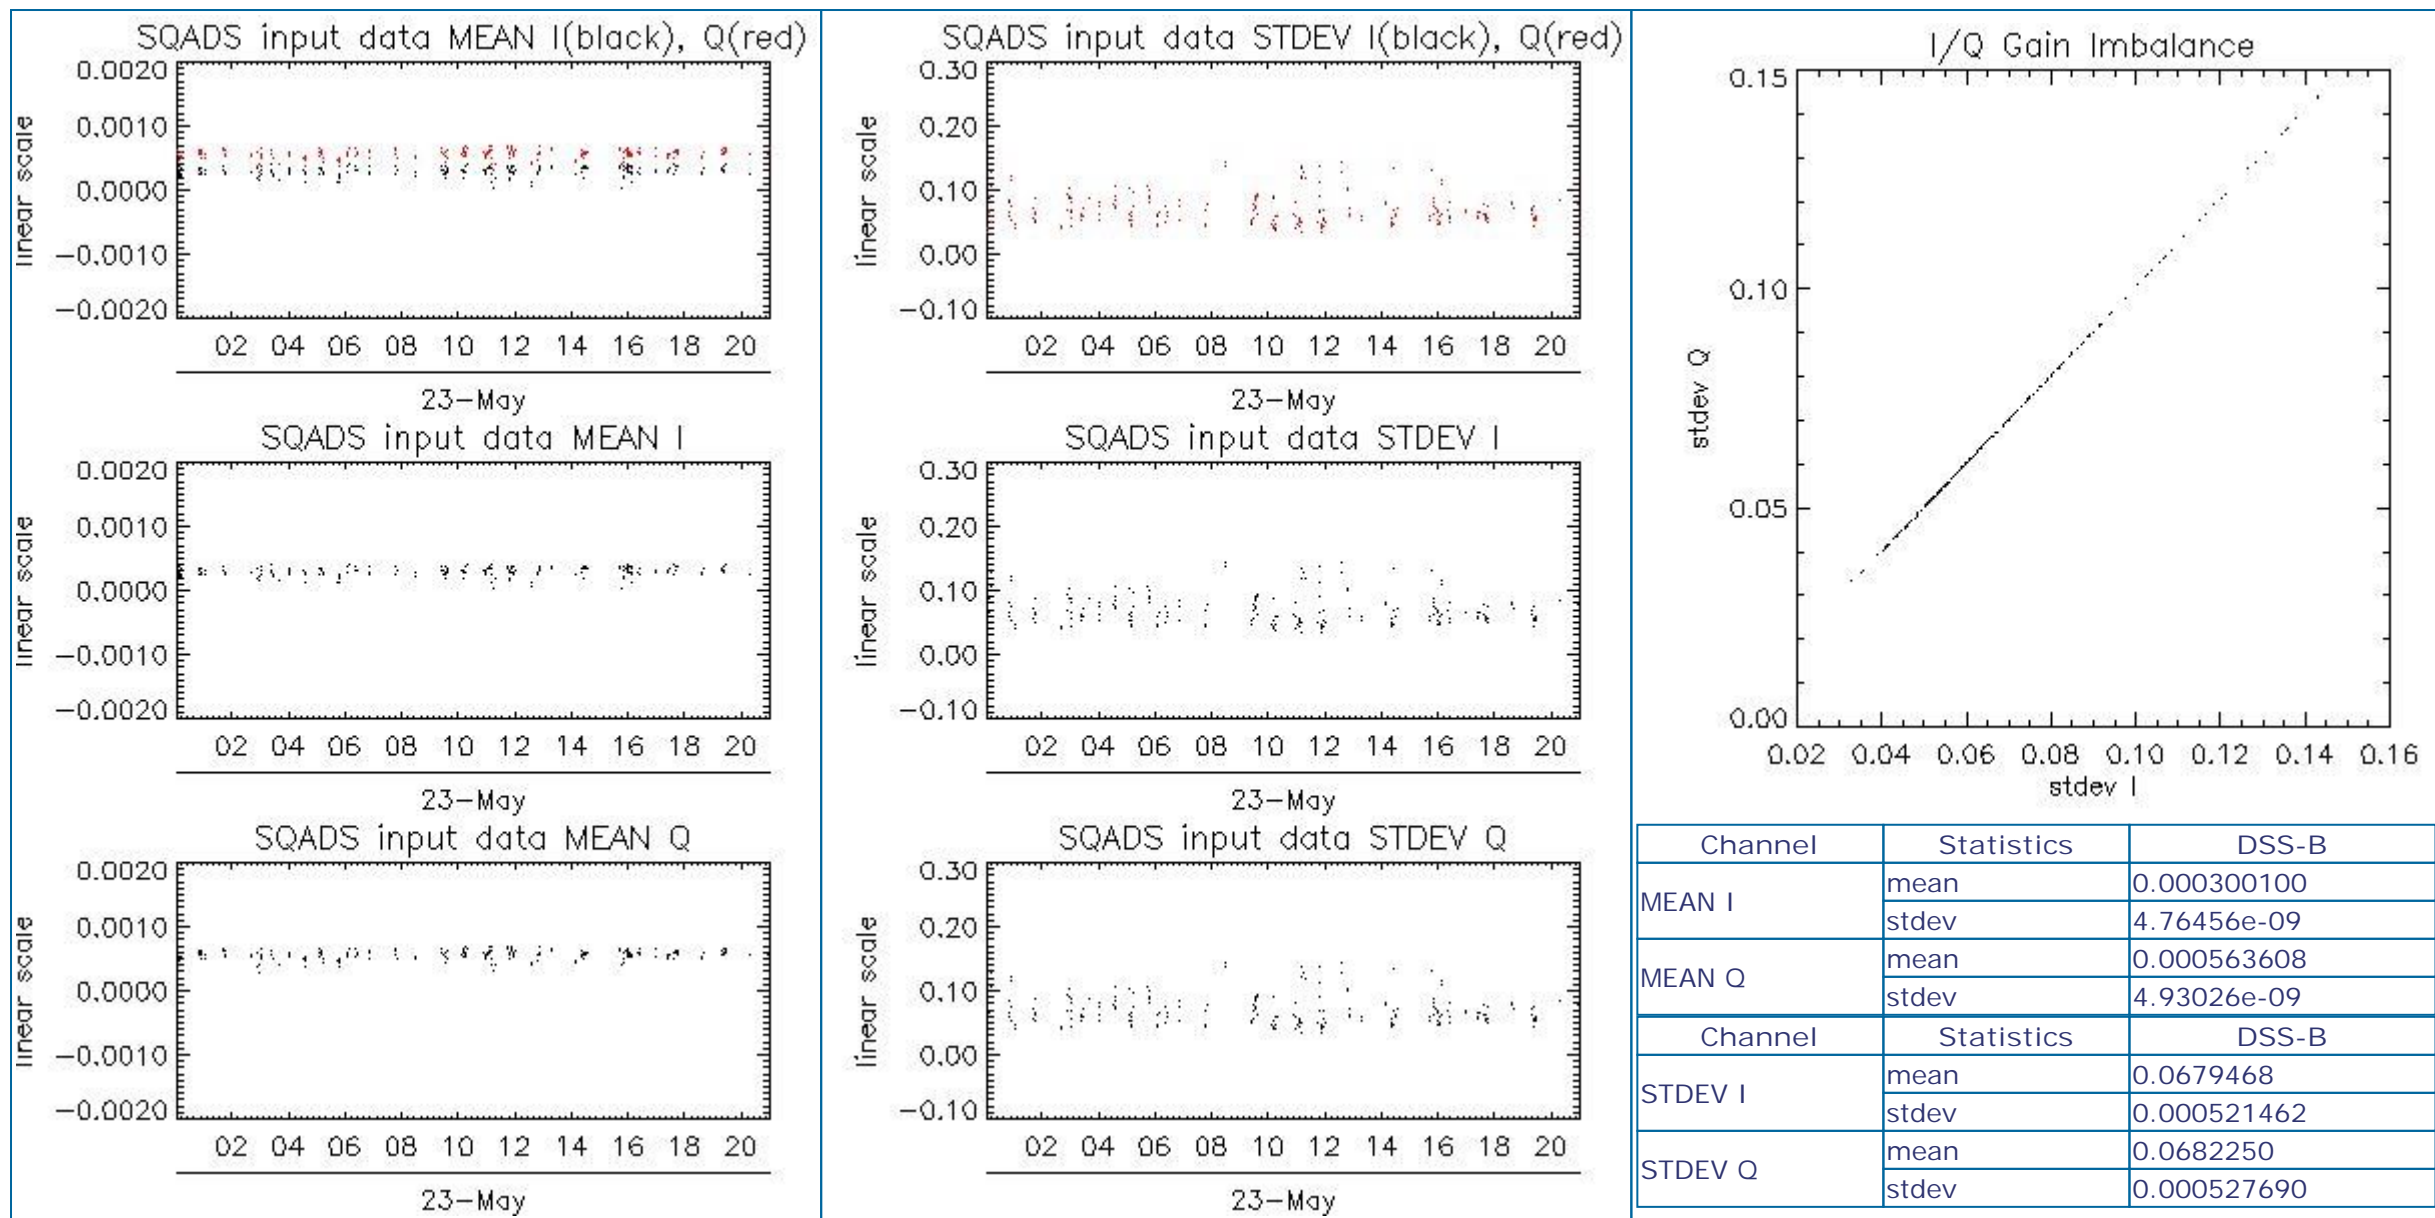 SQADS input data MEAN I(black), Q(red)
0.0020
0.0010
0.0000
-0.0010
-0.0020
linear scale
02 04 06 08 10 12 14 16 18 20
23-May
SQADS input data MEAN I
0.0020
0.0010
0.0000
-0.0010
-0.0020
linear scale
02 04 06 08 10 12 14 16 18 20
23-May
SQADS input data MEAN Q
0.0020
0.0010
0.0000
-0.0010
-0.0020
linear scale
02 04 06 08 10 12 14 16 18 20
23-May
SQADS input data STDEV I(black), Q(red)
0.30
0.20
0.10
0.00
-0.10
linear scale
02 04 06 08 10 12 14 16 18 20
23-May
SQADS input data STDEV I
0.30
0.20
0.10
0.00
-0.10
linear scale
02 04 06 08 10 12 14 16 18 20
23-May
SQADS input data STDEV Q
0.30
0.20
0.10
0.00
-0.10
linear scale
02 04 06 08 10 12 14 16 18 20
23-May
I/Q Gain Imbalance
0.15
0.10
0.05
0.00
stdev Q
0.02 0.04 0.06 0.08 0.10 0.12 0.14 0.16
stdev I
Channel Statistics DSS-B
MEAN I mean 0.000300100
stdev 4.76456e-09
MEAN Q mean 0.000563608
stdev 4.93026e-09
Channel Statistics DSS-B
STDEV I mean 0.0679468
stdev 0.000521462
STDEV Q mean 0.0682250
stdev 0.000527690